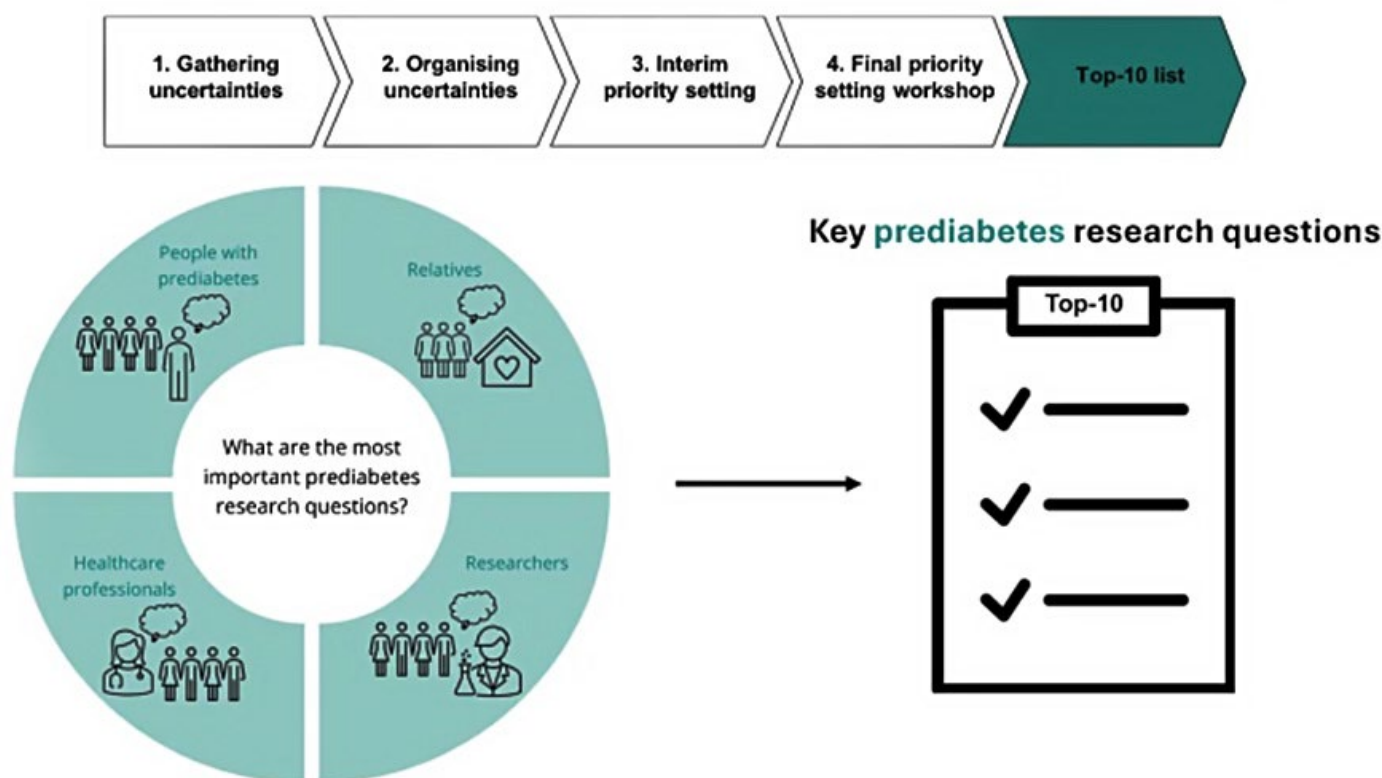 1. Gathering
uncertainties
2. Organising
uncertainties
3. Interim
priority setting
4. Final priority
setting workshop
Top-10 list
People with
prediabetes
Relatives
What are the most
important prediabetes
research questions?
Healthcare
professionals
Researchers
Key prediabetes research questions
Top-10